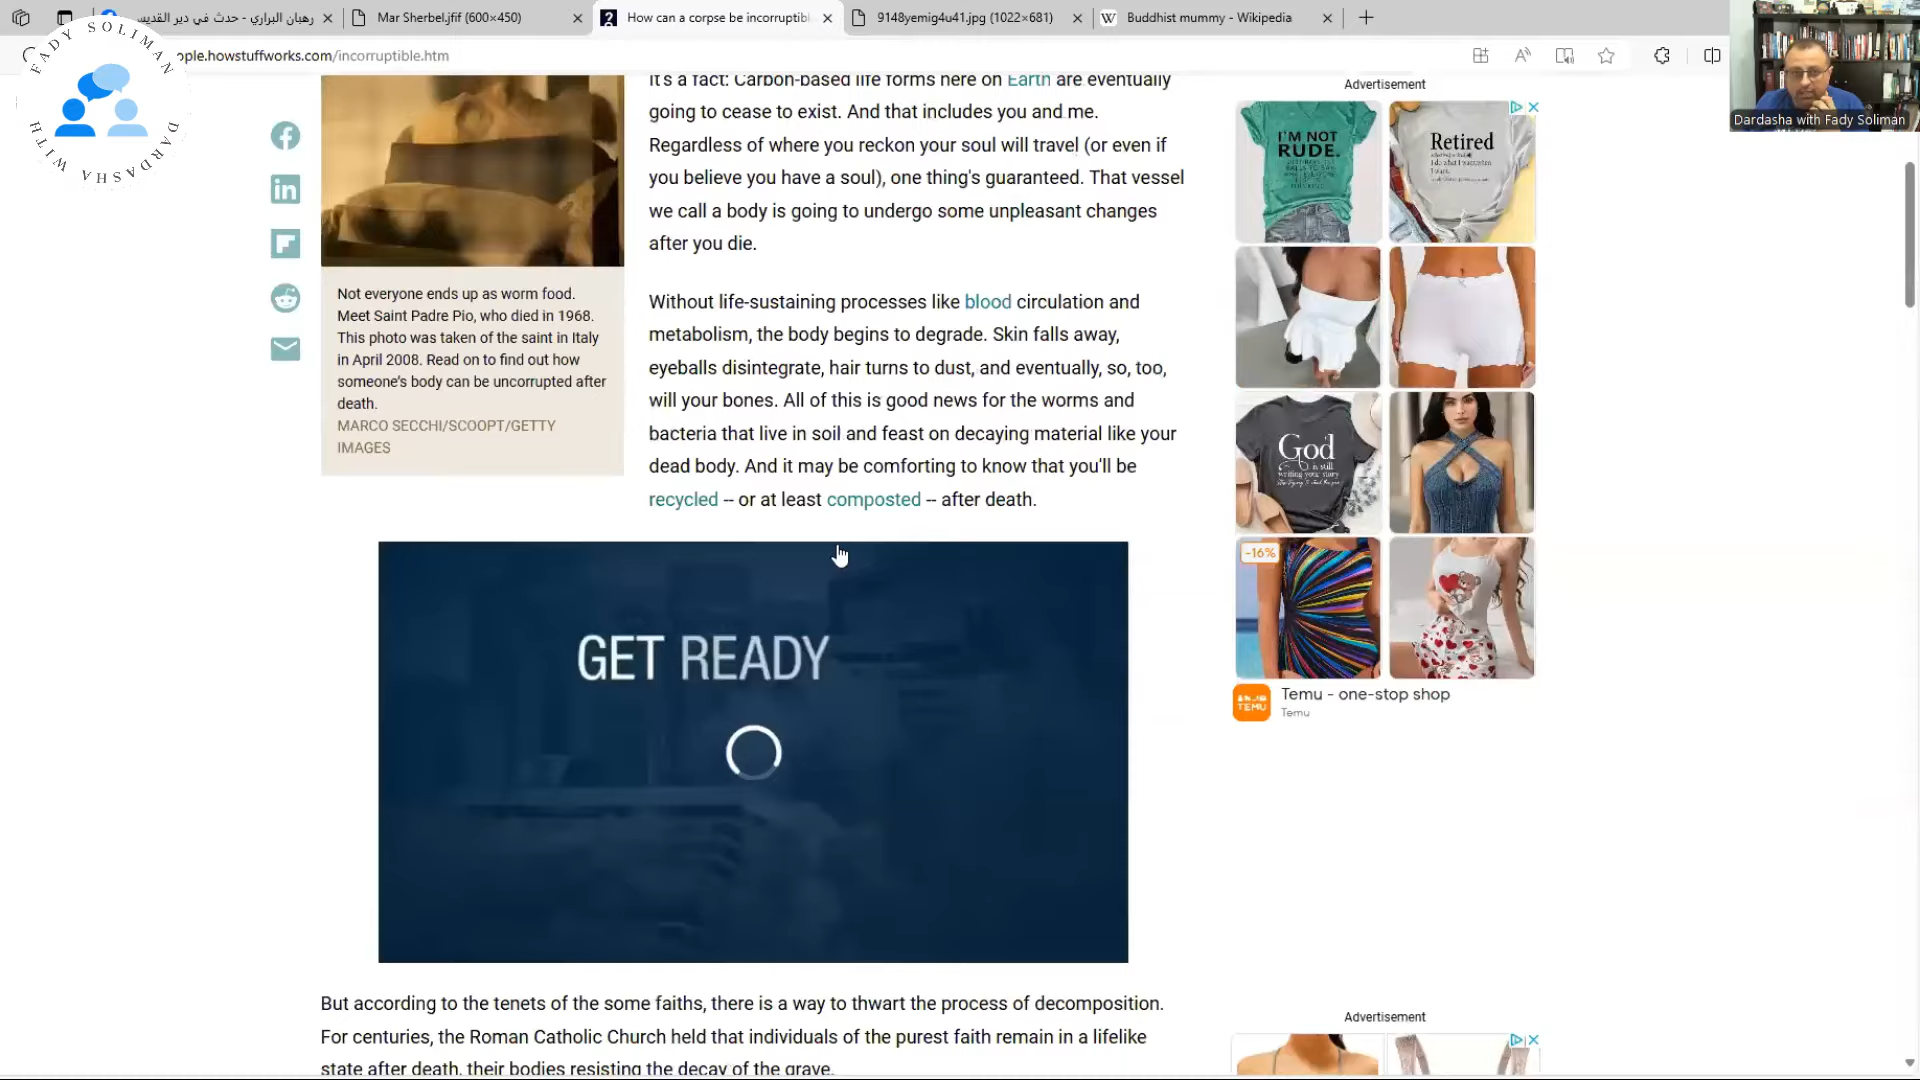 رهبان البراري - حدث في دير القديس
Mar Sherbel.jfif (600×450)
How can a corpse be incorruptib
9148yemig4u41.jpg (1022×681)
Buddhist mummy - Wikipedia
ople.howstuffworks.com/incorruptible.htm
FADY SOLIMAN
DARDASHA WITH
Dardasha with Fady Soliman
It's a fact: Carbon-based life forms here on Earth are eventually
going to cease to exist. And that includes you and me.
Regardless of where you reckon your soul will travel (or even if
you believe you have a soul), one thing's guaranteed. That vessel
we call a body is going to undergo some unpleasant changes
after you die.
Not everyone ends up as worm food.
Meet Saint Padre Pio, who died in 1968.
This photo was taken of the saint in Italy
in April 2008. Read on to find out how
someone's body can be uncorrupted after
death.
MARCO SECCHI/SCOOPT/GETTY
IMAGES
Without life-sustaining processes like blood circulation and
metabolism, the body begins to degrade. Skin falls away,
eyeballs disintegrate, hair turns to dust, and eventually, so, too,
will your bones. All of this is good news for the worms and
bacteria that live in soil and feast on decaying material like your
dead body. And it may be comforting to know that you'll be
recycled -- or at least composted -- after death.
GET READY
But according to the tenets of the some faiths, there is a way to thwart the process of decomposition.
For centuries, the Roman Catholic Church held that individuals of the purest faith remain in a lifelike
state after death, their bodies resisting the decay of the grave.
Advertisement
I'M NOT
RUDE.
Retired
God
is still
writing your story
-16%
TEMU
Temu - one-stop shop
Temu
Advertisement